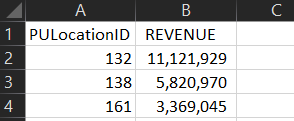 A B C
1 PULocationID REVENUE
2 132 11,121,929
3 138 5,820,970
4 161 3,369,045